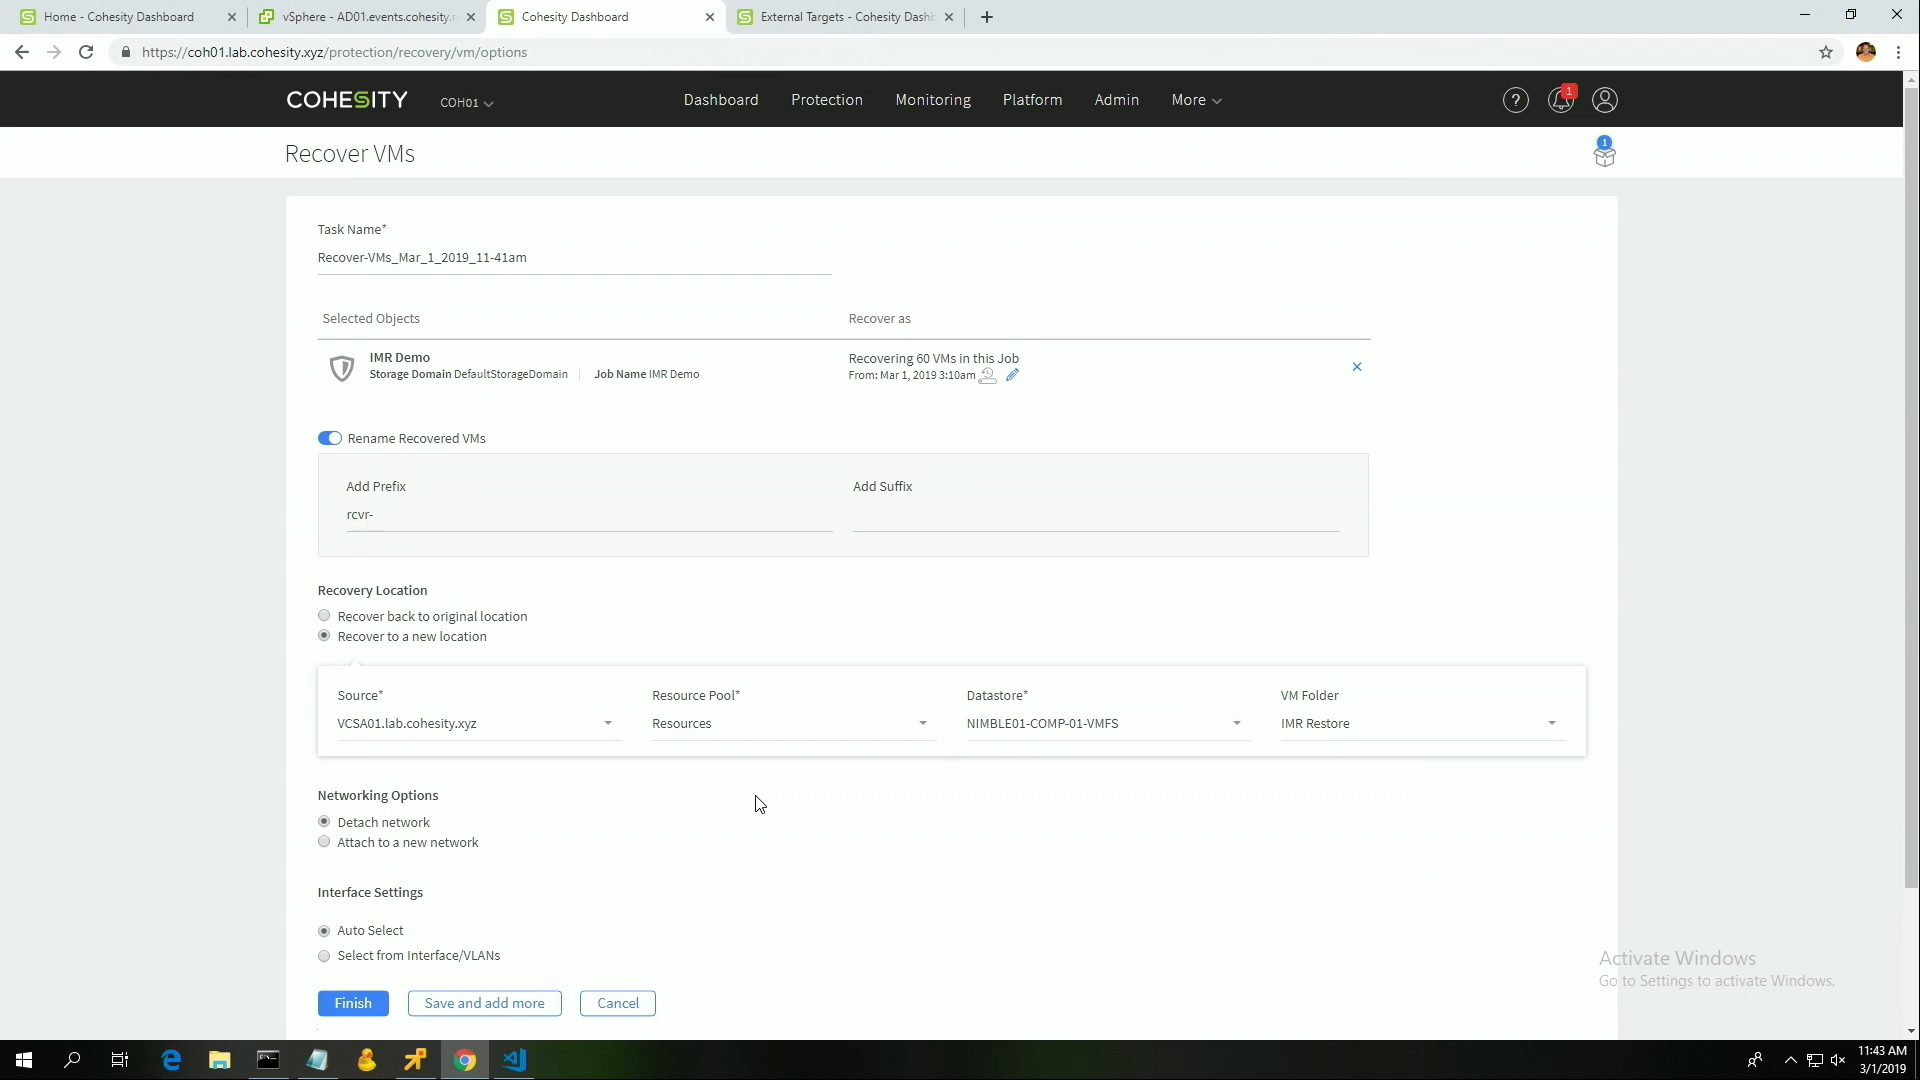 Home - Cohesity Dashboard
vSphere - AD01.events.cohesity.
Cohesity Dashboard
External Targets - Cohesity Dash
https://coh01.lab.cohesity.xyz/protection/recovery/vm/options
COHESITY
COH01
Dashboard
Protection
Monitoring
Platform
Admin
More
?
1
Recover VMs
1
Task Name*
Recover-VMs_Mar_1_2019_11-41am
Selected Objects
Recover as
IMR Demo
Storage Domain DefaultStorageDomain
Job Name IMR Demo
Recovering 60 VMs in this Job
From: Mar 1, 2019 3:10am
Rename Recovered VMs
Add Prefix
Add Suffix
rcvr-
Recovery Location
Recover back to original location
Recover to a new location
Source*
Resource Pool*
Datastore*
VM Folder
VCSA01.lab.cohesity.xyz
Resources
NIMBLE01-COMP-01-VMFS
IMR Restore
Networking Options
Detach network
Attach to a new network
Interface Settings
Auto Select
Select from Interface/VLANs
Finish
Save and add more
Cancel
Activate Windows
Go to Settings to activate Windows.
11:43 AM
3/1/2019